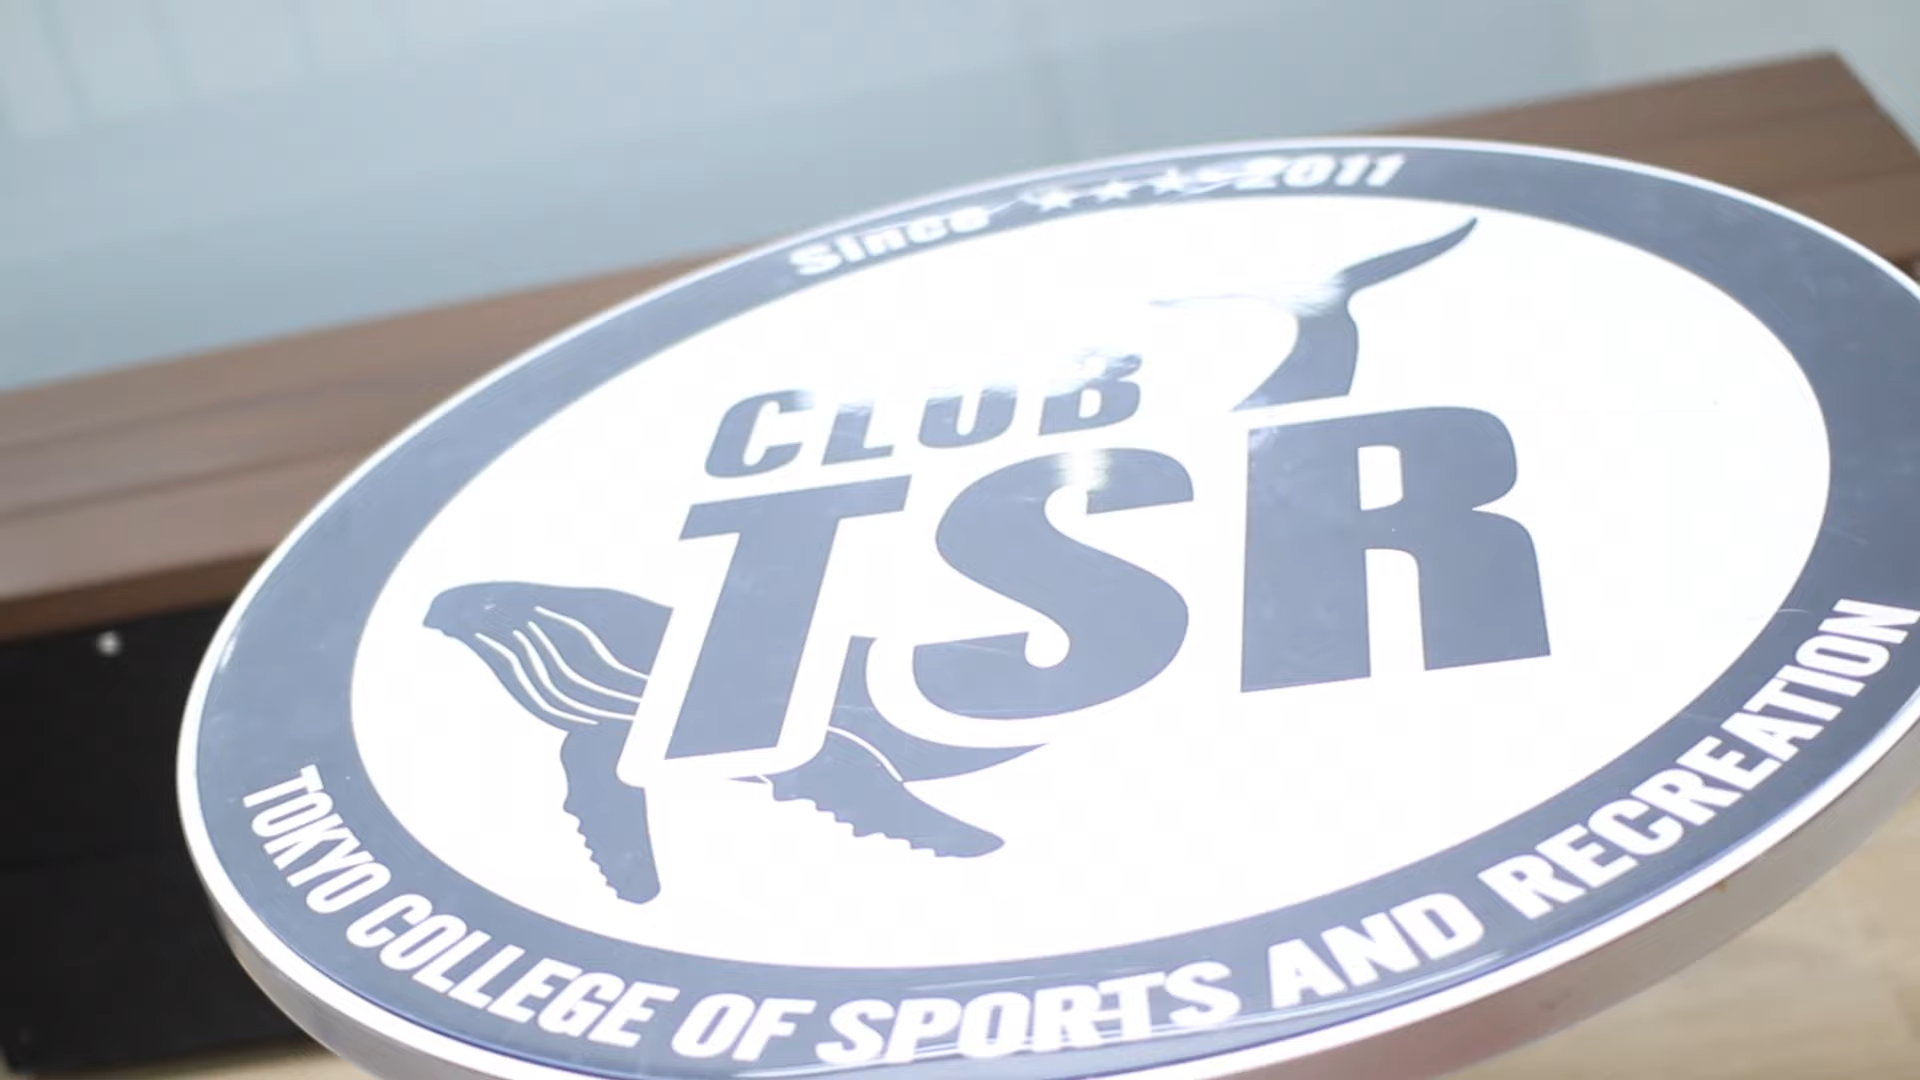 Since ★★★ 2011
CLUB
TSR
TOKYO COLLEGE OF SPORTS AND RECREATION